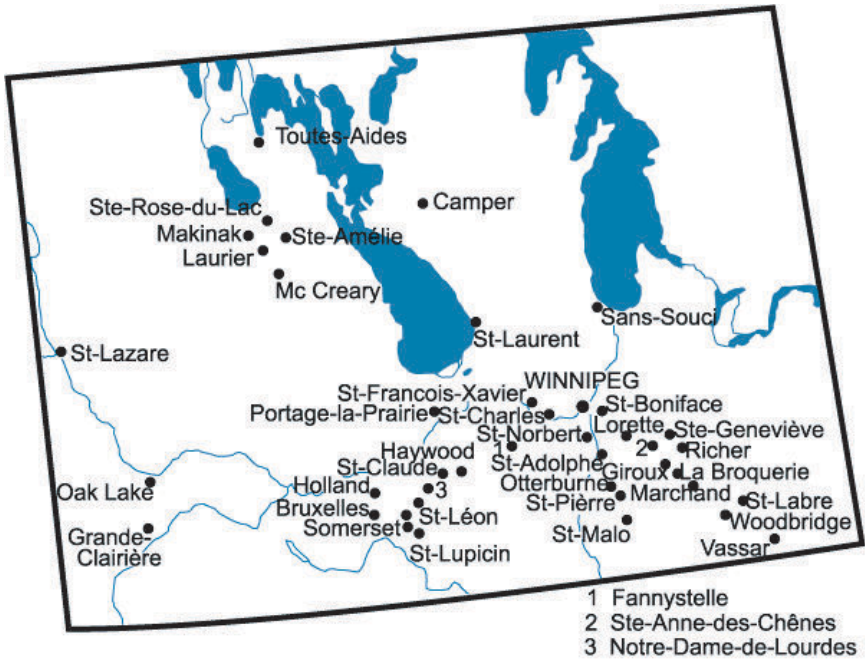 Toutes-Aides
Camper
Ste-Rose-du-Lac
Makinak
Ste-Amélie
Laurier
Mc Creary
Sans-Souci
St-Laurent
St-Lazare
St-Francois-Xavier
WINNIPEG
Portage-la-Prairie
St-Charles
St-Boniface
Lorette
Ste-Geneviève
St-Norbert
1
2
Richer
Haywood
St-Claude
St-Adolphe
Giroux
La Broquerie
Oak Lake
Holland
3
Otterburne
Marchand
St-Pièrre
St-Labre
Bruxelles
St-Léon
Woodbridge
Somerset
St-Malo
Grande-
Clairière
St-Lupicin
Vassar
1 Fannystelle
2 Ste-Anne-des-Chênes
3 Notre-Dame-de-Lourdes